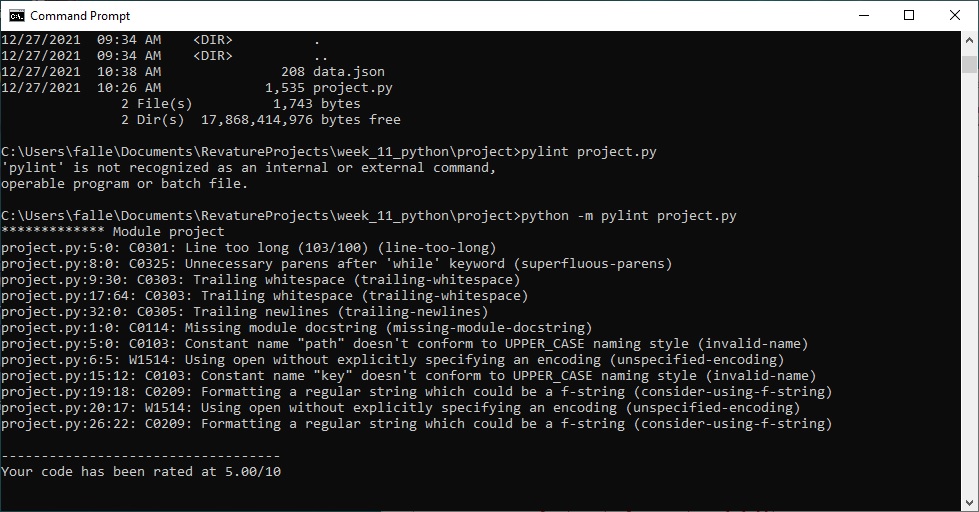 Command Prompt
12/27/2021  09:34 AM    <DIR>          .
12/27/2021  09:34 AM    <DIR>          ..
12/27/2021  10:38 AM               208 data.json
12/27/2021  10:26 AM             1,535 project.py
               2 File(s)          1,743 bytes
               2 Dir(s)  17,868,414,976 bytes free
C:\Users\falle\Documents\RevatureProjects\week_11_python\project>pylint project.py
'pylint' is not recognized as an internal or external command,
operable program or batch file.
C:\Users\falle\Documents\RevatureProjects\week_11_python\project>python -m pylint project.py
************* Module project
project.py:5:0: C0301: Line too long (103/100) (line-too-long)
project.py:8:0: C0325: Unnecessary parens after 'while' keyword (superfluous-parens)
project.py:9:30: C0303: Trailing whitespace (trailing-whitespace)
project.py:17:64: C0303: Trailing whitespace (trailing-whitespace)
project.py:32:0: C0305: Trailing newlines (trailing-newlines)
project.py:1:0: C0114: Missing module docstring (missing-module-docstring)
project.py:5:0: C0103: Constant name "path" doesn't conform to UPPER_CASE naming style (invalid-name)
project.py:6:5: W1514: Using open without explicitly specifying an encoding (unspecified-encoding)
project.py:15:12: C0103: Constant name "key" doesn't conform to UPPER_CASE naming style (invalid-name)
project.py:19:18: C0209: Formatting a regular string which could be a f-string (consider-using-f-string)
project.py:20:17: W1514: Using open without explicitly specifying an encoding (unspecified-encoding)
project.py:26:22: C0209: Formatting a regular string which could be a f-string (consider-using-f-string)
-----------------------------------
Your code has been rated at 5.00/10